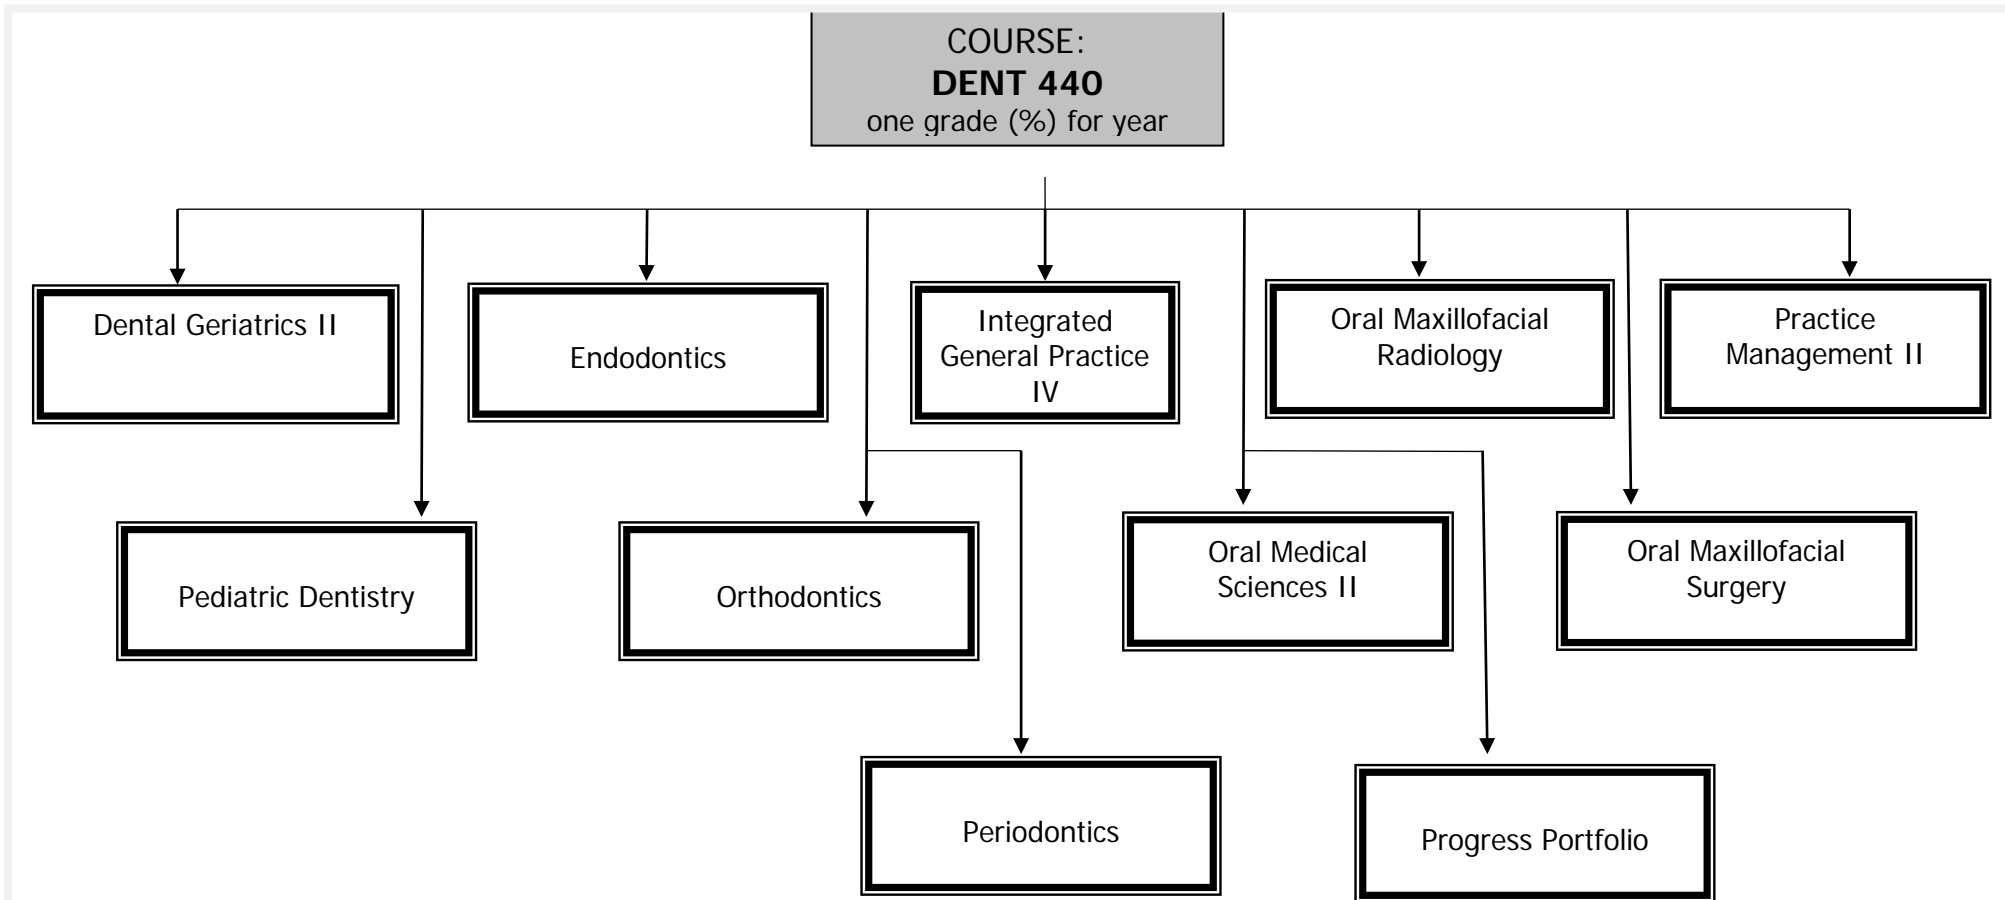 COURSE:
DENT 440
one grade (%) for year
Dental Geriatrics II
Endodontics
Integrated
General Practice
IV
Oral Maxillofacial
Radiology
Practice
Management II
Pediatric Dentistry
Orthodontics
Oral Medical
Sciences II
Oral Maxillofacial
Surgery
Periodontics
Progress Portfolio